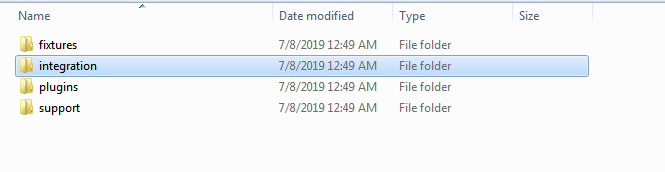 Name Date modified Type Size
fixtures 7/8/2019 12:49 AM File folder
integration 7/8/2019 12:49 AM File folder
plugins 7/8/2019 12:49 AM File folder
support 7/8/2019 12:49 AM File folder